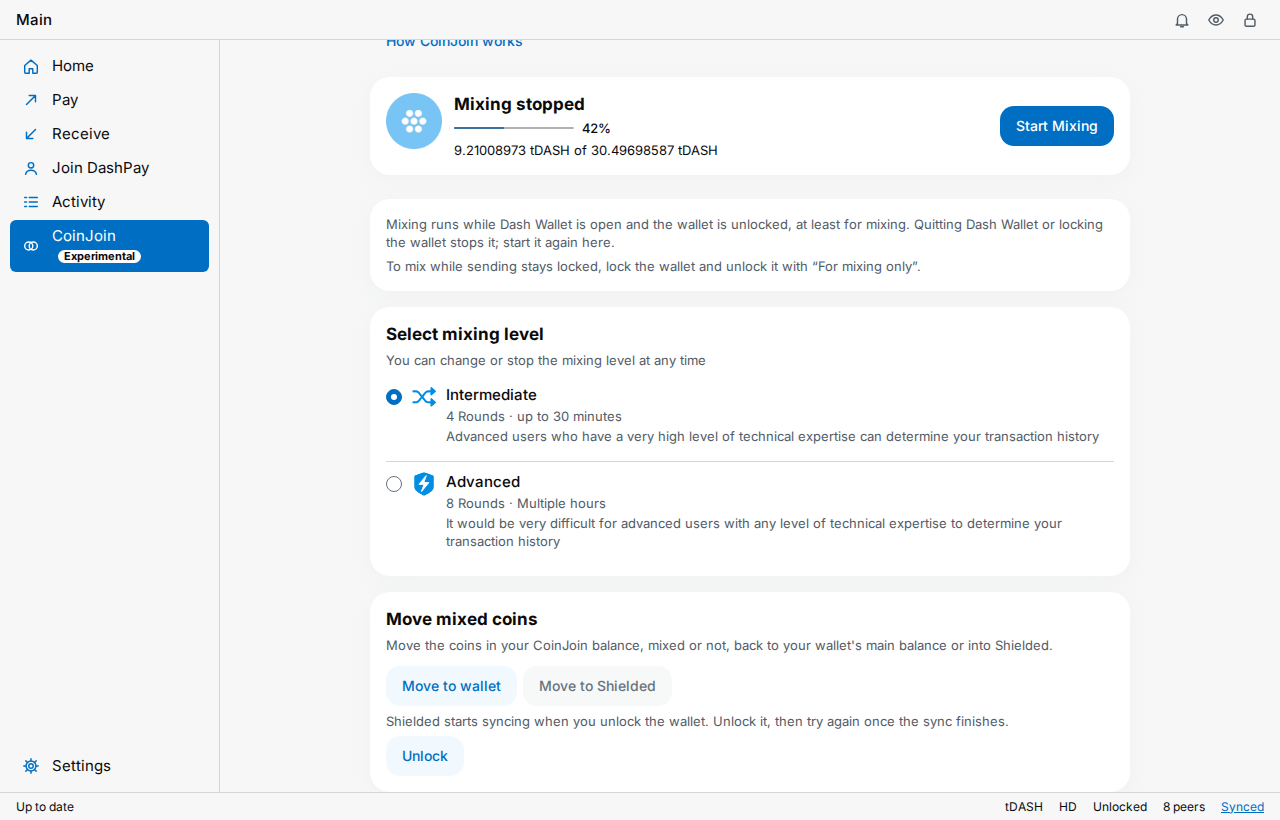 Main
Home
Pay
Receive
Join DashPay
Activity
CoinJoin
Experimental
Settings
How CoinJoin works
Mixing stopped
42%
9.21008973 tDASH of 30.49698587 tDASH
Start Mixing
Mixing runs while Dash Wallet is open and the wallet is unlocked, at least for mixing. Quitting Dash Wallet or locking
the wallet stops it; start it again here.
To mix while sending stays locked, lock the wallet and unlock it with “For mixing only”.
Select mixing level
You can change or stop the mixing level at any time
Intermediate
4 Rounds · up to 30 minutes
Advanced users who have a very high level of technical expertise can determine your transaction history
Advanced
8 Rounds · Multiple hours
It would be very difficult for advanced users with any level of technical expertise to determine your
transaction history
Move mixed coins
Move the coins in your CoinJoin balance, mixed or not, back to your wallet's main balance or into Shielded.
Move to wallet
Move to Shielded
Shielded starts syncing when you unlock the wallet. Unlock it, then try again once the sync finishes.
Unlock
Up to date
tDASH
HD
Unlocked
8 peers
Synced